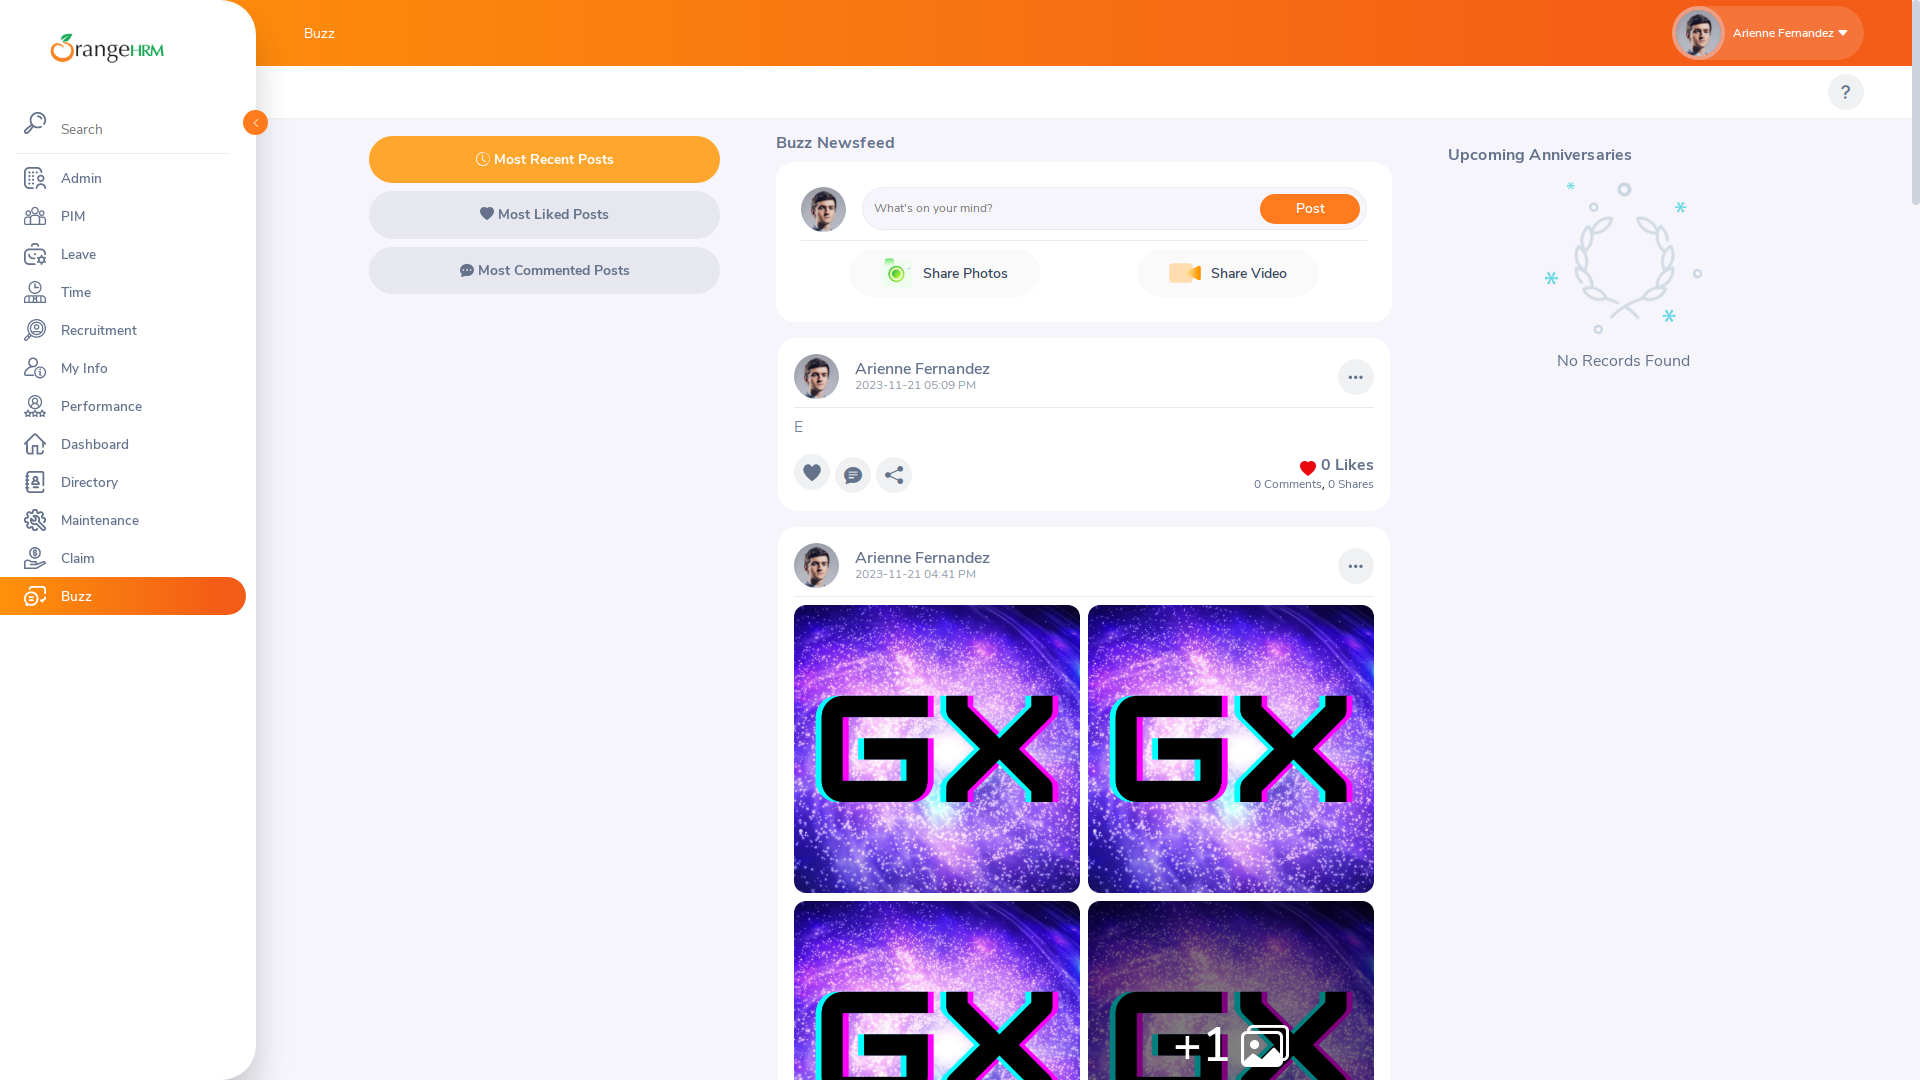 OrangeHRM
Search
Admin
PIM
Leave
Time
Recruitment
My Info
Performance
Dashboard
Directory
Maintenance
Claim
Buzz
Buzz
Arienne Fernandez
?
Most Recent Posts
Most Liked Posts
Most Commented Posts
Buzz Newsfeed
What's on your mind?
Post
Share Photos
Share Video
Arienne Fernandez
2023-11-21 05:09 PM
E
0 Likes
0 Comments, 0 Shares
Arienne Fernandez
2023-11-21 04:41 PM
GX
GX
GX
GX
+1
Upcoming Anniversaries
No Records Found